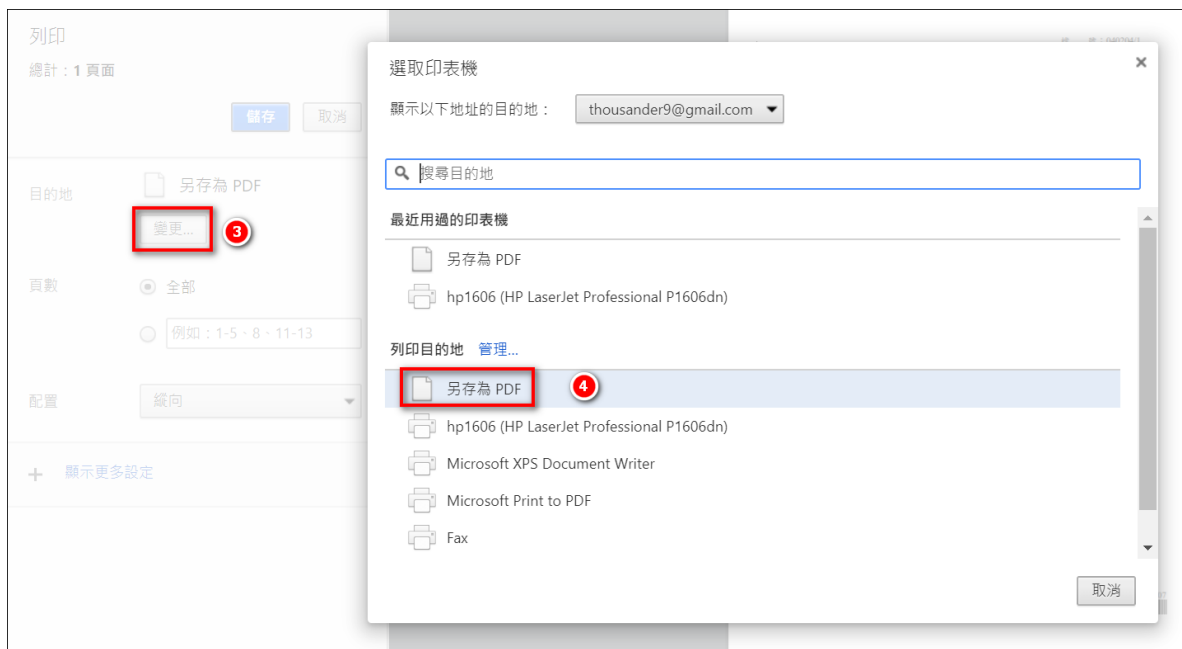 列印
總計：1 頁面
儲存
取消
目的地
另存為 PDF
變更...
3
頁數
全部
例如：1-5、8、11-13
配置
縱向
+ 顯示更多設定
選取印表機
×
顯示以下地址的目的地：
thousander9@gmail.com
搜尋目的地
最近用過的印表機
另存為 PDF
hp1606 (HP LaserJet Professional P1606dn)
列印目的地 管理...
另存為 PDF
4
hp1606 (HP LaserJet Professional P1606dn)
Microsoft XPS Document Writer
Microsoft Print to PDF
Fax
取消